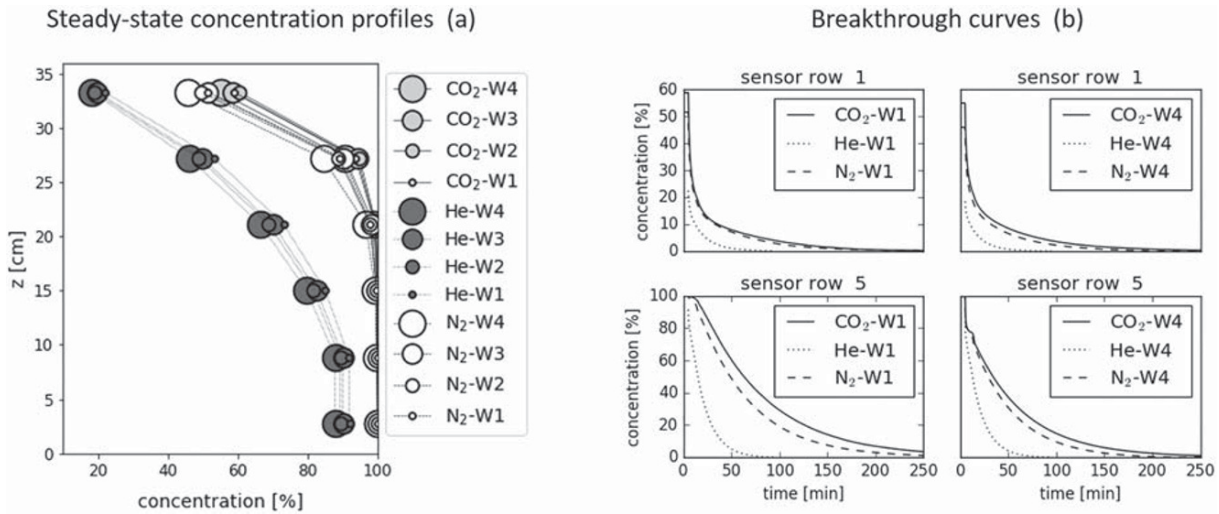 Steady-state concentration profiles (a)
35
30
25
20
15
10
5
0
z [cm]
20
40
60
80
100
concentration [%]
CO₂-W4
CO₂-W3
CO₂-W2
CO₂-W1
He-W4
He-W3
He-W2
He-W1
N₂-W4
N₂-W3
N₂-W2
N₂-W1
Breakthrough curves (b)
sensor row 1
60
50
40
30
20
10
0
concentration [%]
CO₂-W1
He-W1
N₂-W1
sensor row 1
CO₂-W4
He-W4
N₂-W4
sensor row 5
100
80
60
40
20
0
concentration [%]
CO₂-W1
He-W1
N₂-W1
0
50
100
150
200
250
time [min]
sensor row 5
CO₂-W4
He-W4
N₂-W4
0
50
100
150
200
250
time [min]